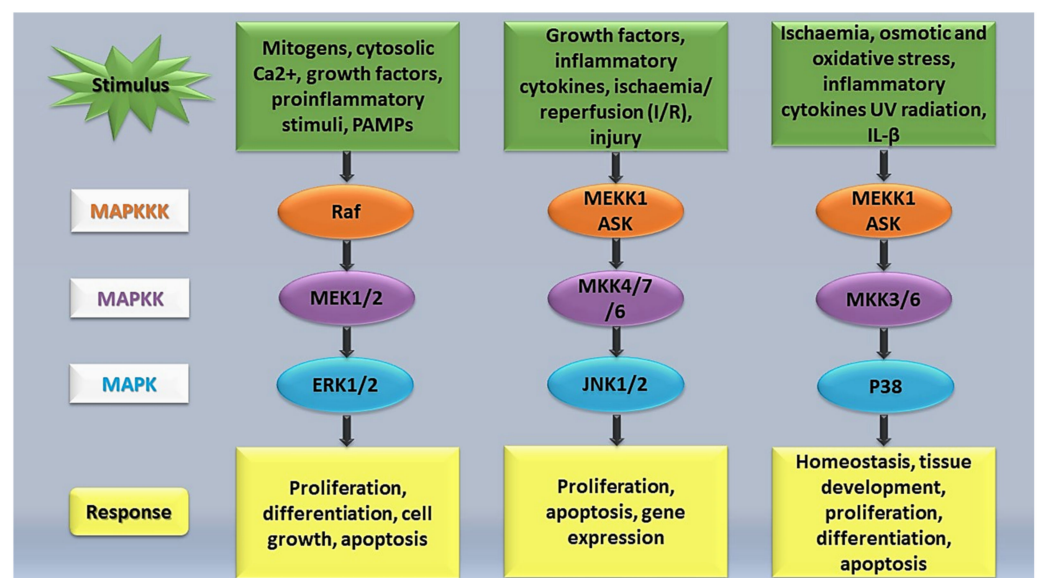 Stimulus
Mitogens, cytosolic
Ca2+, growth factors,
proinflammatory
stimuli, PAMPs
Growth factors,
inflammatory
cytokines, ischaemia/
reperfusion (I/R),
injury
Ischaemia, osmotic and
oxidative stress,
inflammatory
cytokines UV radiation,
IL-β
MAPKKK
Raf
MEKK1
ASK
MEKK1
ASK
MAPKK
MEK1/2
MKK4/7
/6
MKK3/6
MAPK
ERK1/2
JNK1/2
P38
Response
Proliferation,
differentiation, cell
growth, apoptosis
Proliferation,
apoptosis, gene
expression
Homeostasis, tissue
development,
proliferation,
differentiation,
apoptosis